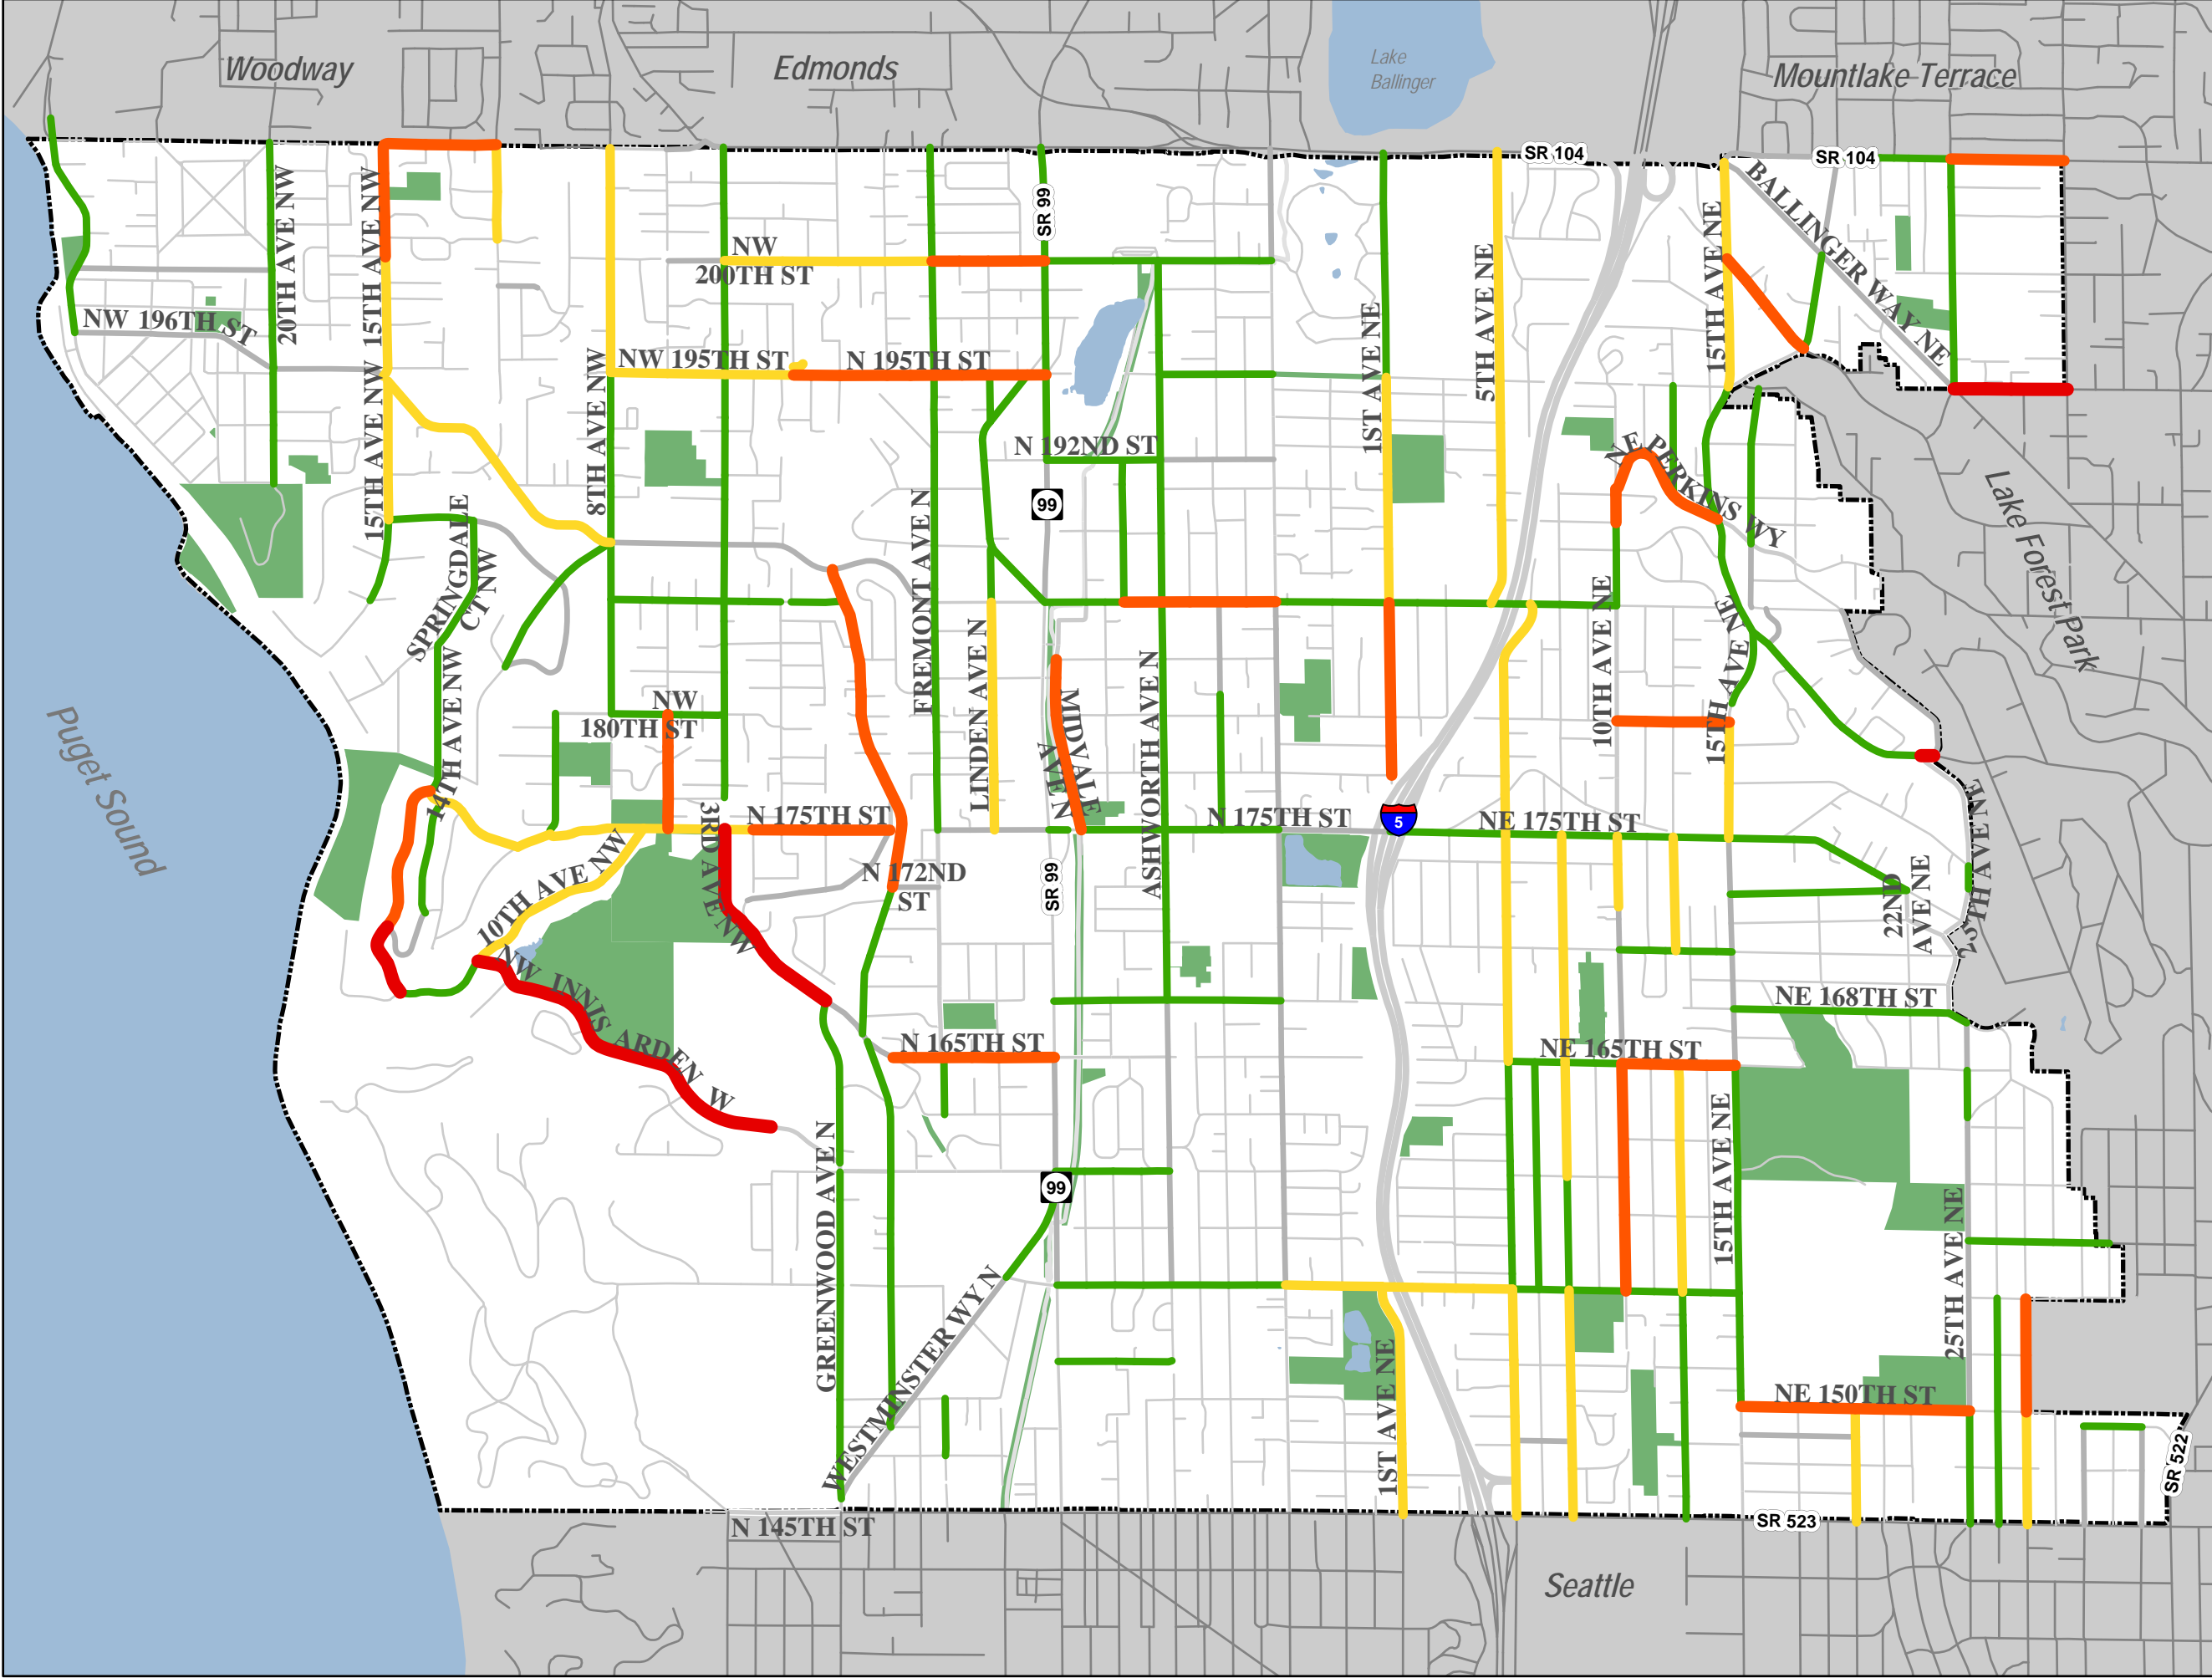 Woodway
Edmonds
Lake
Ballinger
Mountlake Terrace
SR 104
SR 104
BALLINGER WAY NE
20TH AVE NW
15TH AVE NW
SR 99
NW
200TH ST
15TH AVE NE
5TH AVE NE
1ST AVE NE
NW 196TH ST
NW 195TH ST
N 195TH ST
8TH AVE NW
15TH AVE NW
N 192ND ST
99
NE PERKINS WY
Lake Forest Park
SPRINGDALE
CT NW
FREMONT AVE N
LINDEN AVE N
10TH AVE NE
15TH AVE NE
14TH AVE NW
NW
180TH ST
MIDVALE
AVE N
ASHWORTH AVE N
Puget Sound
3RD AVE NW
N 175TH ST
N 175TH ST
5
NE 175TH ST
25TH AVE NE
10TH AVE NW
N 172ND
ST
SR 99
22ND
AVE NE
NW INNIS ARDEN W
NE 168TH ST
N 165TH ST
NE 165TH ST
GREENWOOD AVE N
15TH AVE NE
99
25TH AVE NE
WESTMINSTER WY N
1ST AVE NE
NE 150TH ST
SR 522
N 145TH ST
SR 523
Seattle